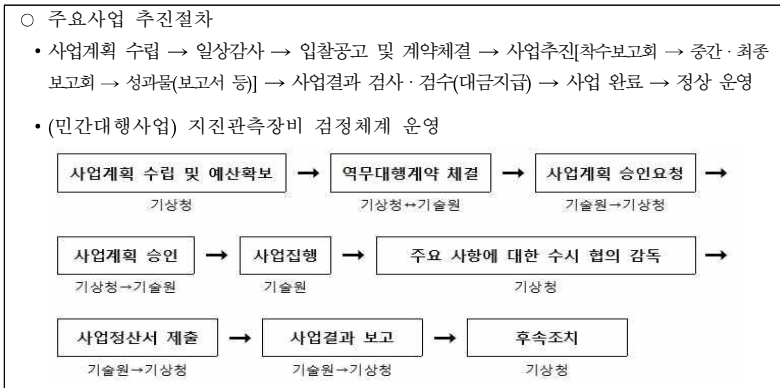 ○ 주요사업 추진절차
• 사업계획 수립 → 일상감사 → 입찰공고 및 계약체결 → 사업추진[착수보고회 → 중간·최종
보고회 → 성과물(보고서 등)] → 사업결과 검사·검수(대금지급) → 사업 완료 → 정상 운영
• (민간대행사업) 지진관측장비 검정체계 운영
사업계획 수립 및 예산확보 → 역무대행계약 체결 → 사업계획 승인요청 →
기상청 기상청↔기술원 기술원→기상청
사업계획 승인 → 사업집행 → 주요 사항에 대한 수시 협의 감독 →
기상청→기술원 기술원 기상청
사업정산서 제출 → 사업결과 보고 → 후속조치
기술원→기상청 기술원→기상청 기상청